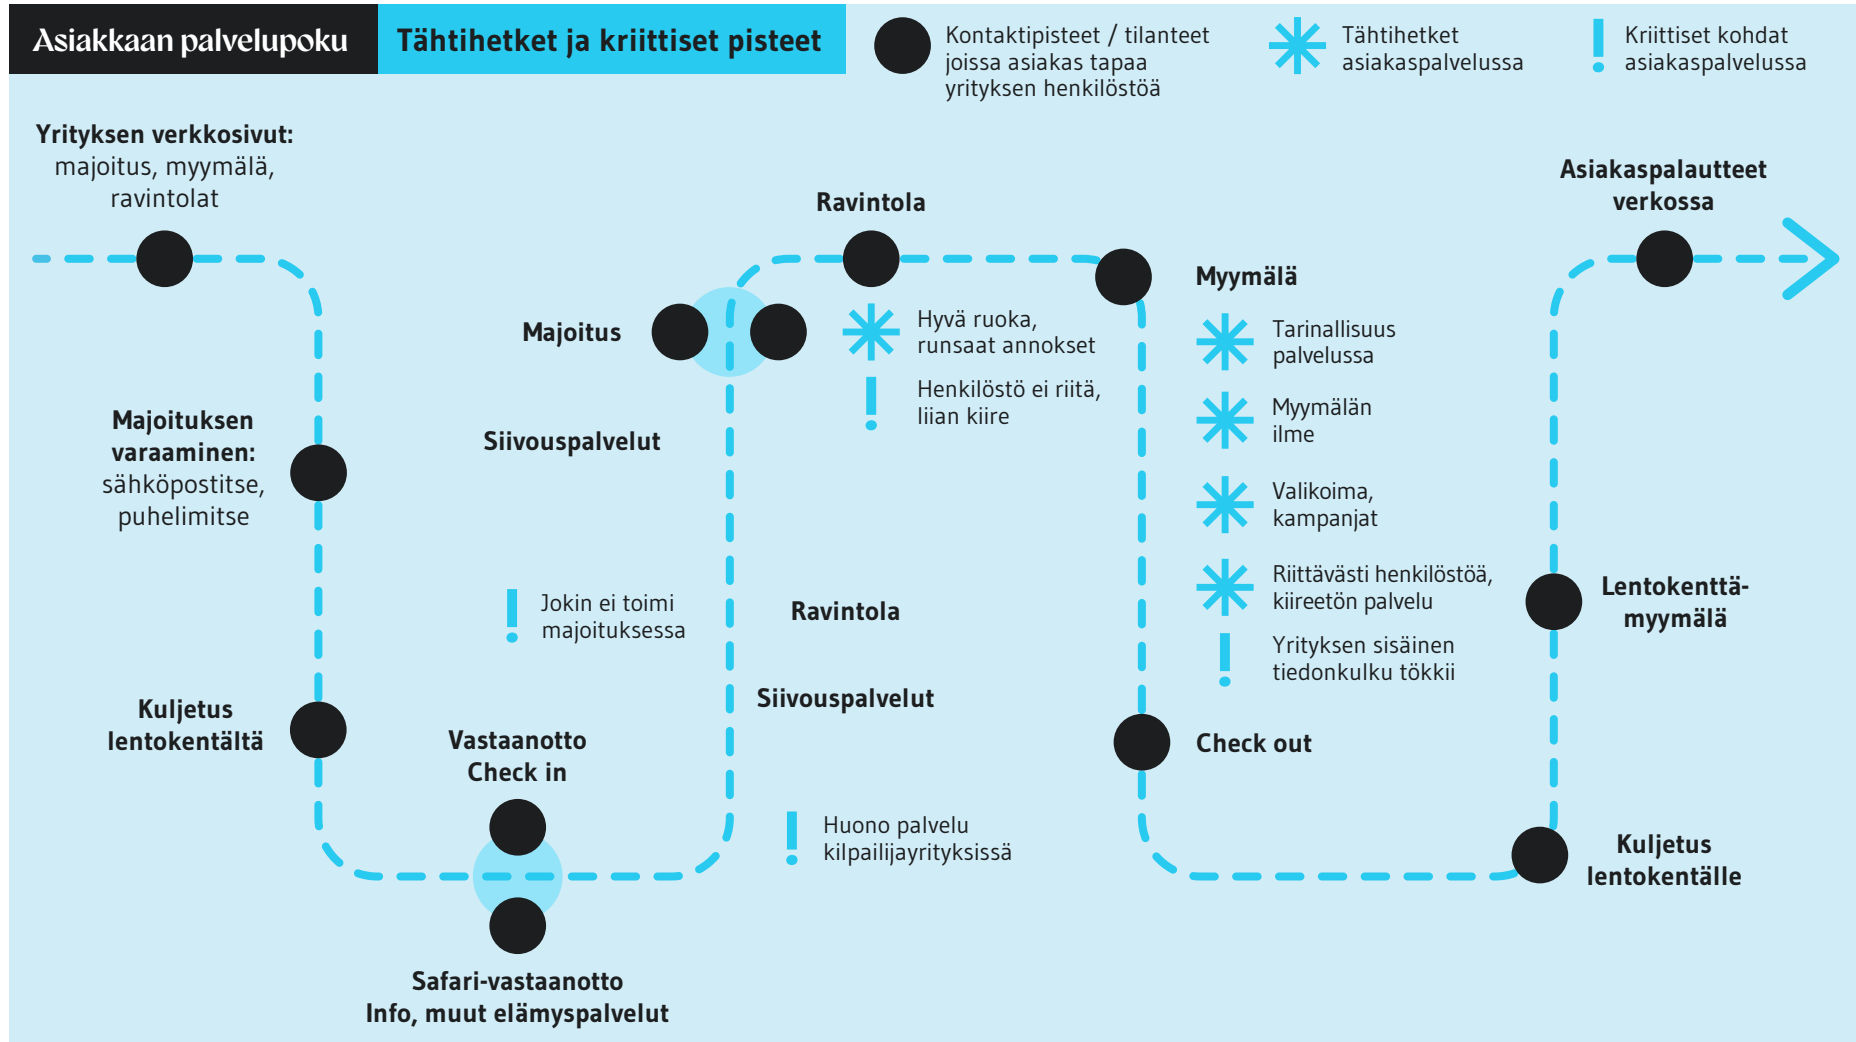 Asiakkaan palvelupoku
Tähtihetket ja kriittiset pisteet
Kontaktipisteet / tilanteet
joissa asiakas tapaa
yrityksen henkilöstöä
Tähtihetket
asiakaspalvelussa
Kriittiset kohdat
asiakaspalvelussa
Yrityksen verkkosivut:
majoitus, myymälä,
ravintolat
Majoituksen
varaaminen:
sähköpostitse,
puhelimitse
Kuljetus
lentokentältä
Vastaanotto
Check in
Safari-vastaanotto
Info, muut elämyspalvelut
Majoitus
Siivouspalvelut
Jokin ei toimi
majoituksessa
Ravintola
Hyvä ruoka,
runsaat annokset
Henkilöstö ei riitä,
liian kiire
Ravintola
Siivouspalvelut
Huono palvelu
kilpailijayrityksissä
Myymälä
Tarinallisuus
palvelussa
Myymälän
ilme
Valikoima,
kampanjat
Riittävästi henkilöstöä,
kiireetön palvelu
Yrityksen sisäinen
tiedonkulku tökkii
Check out
Kuljetus
lentokentälle
Lentokenttä-
myymälä
Asiakaspalautteet
verkossa